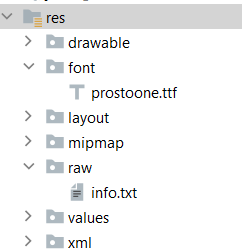 res
drawable
font
prostoone.ttf
layout
mipmap
raw
info.txt
values
xml